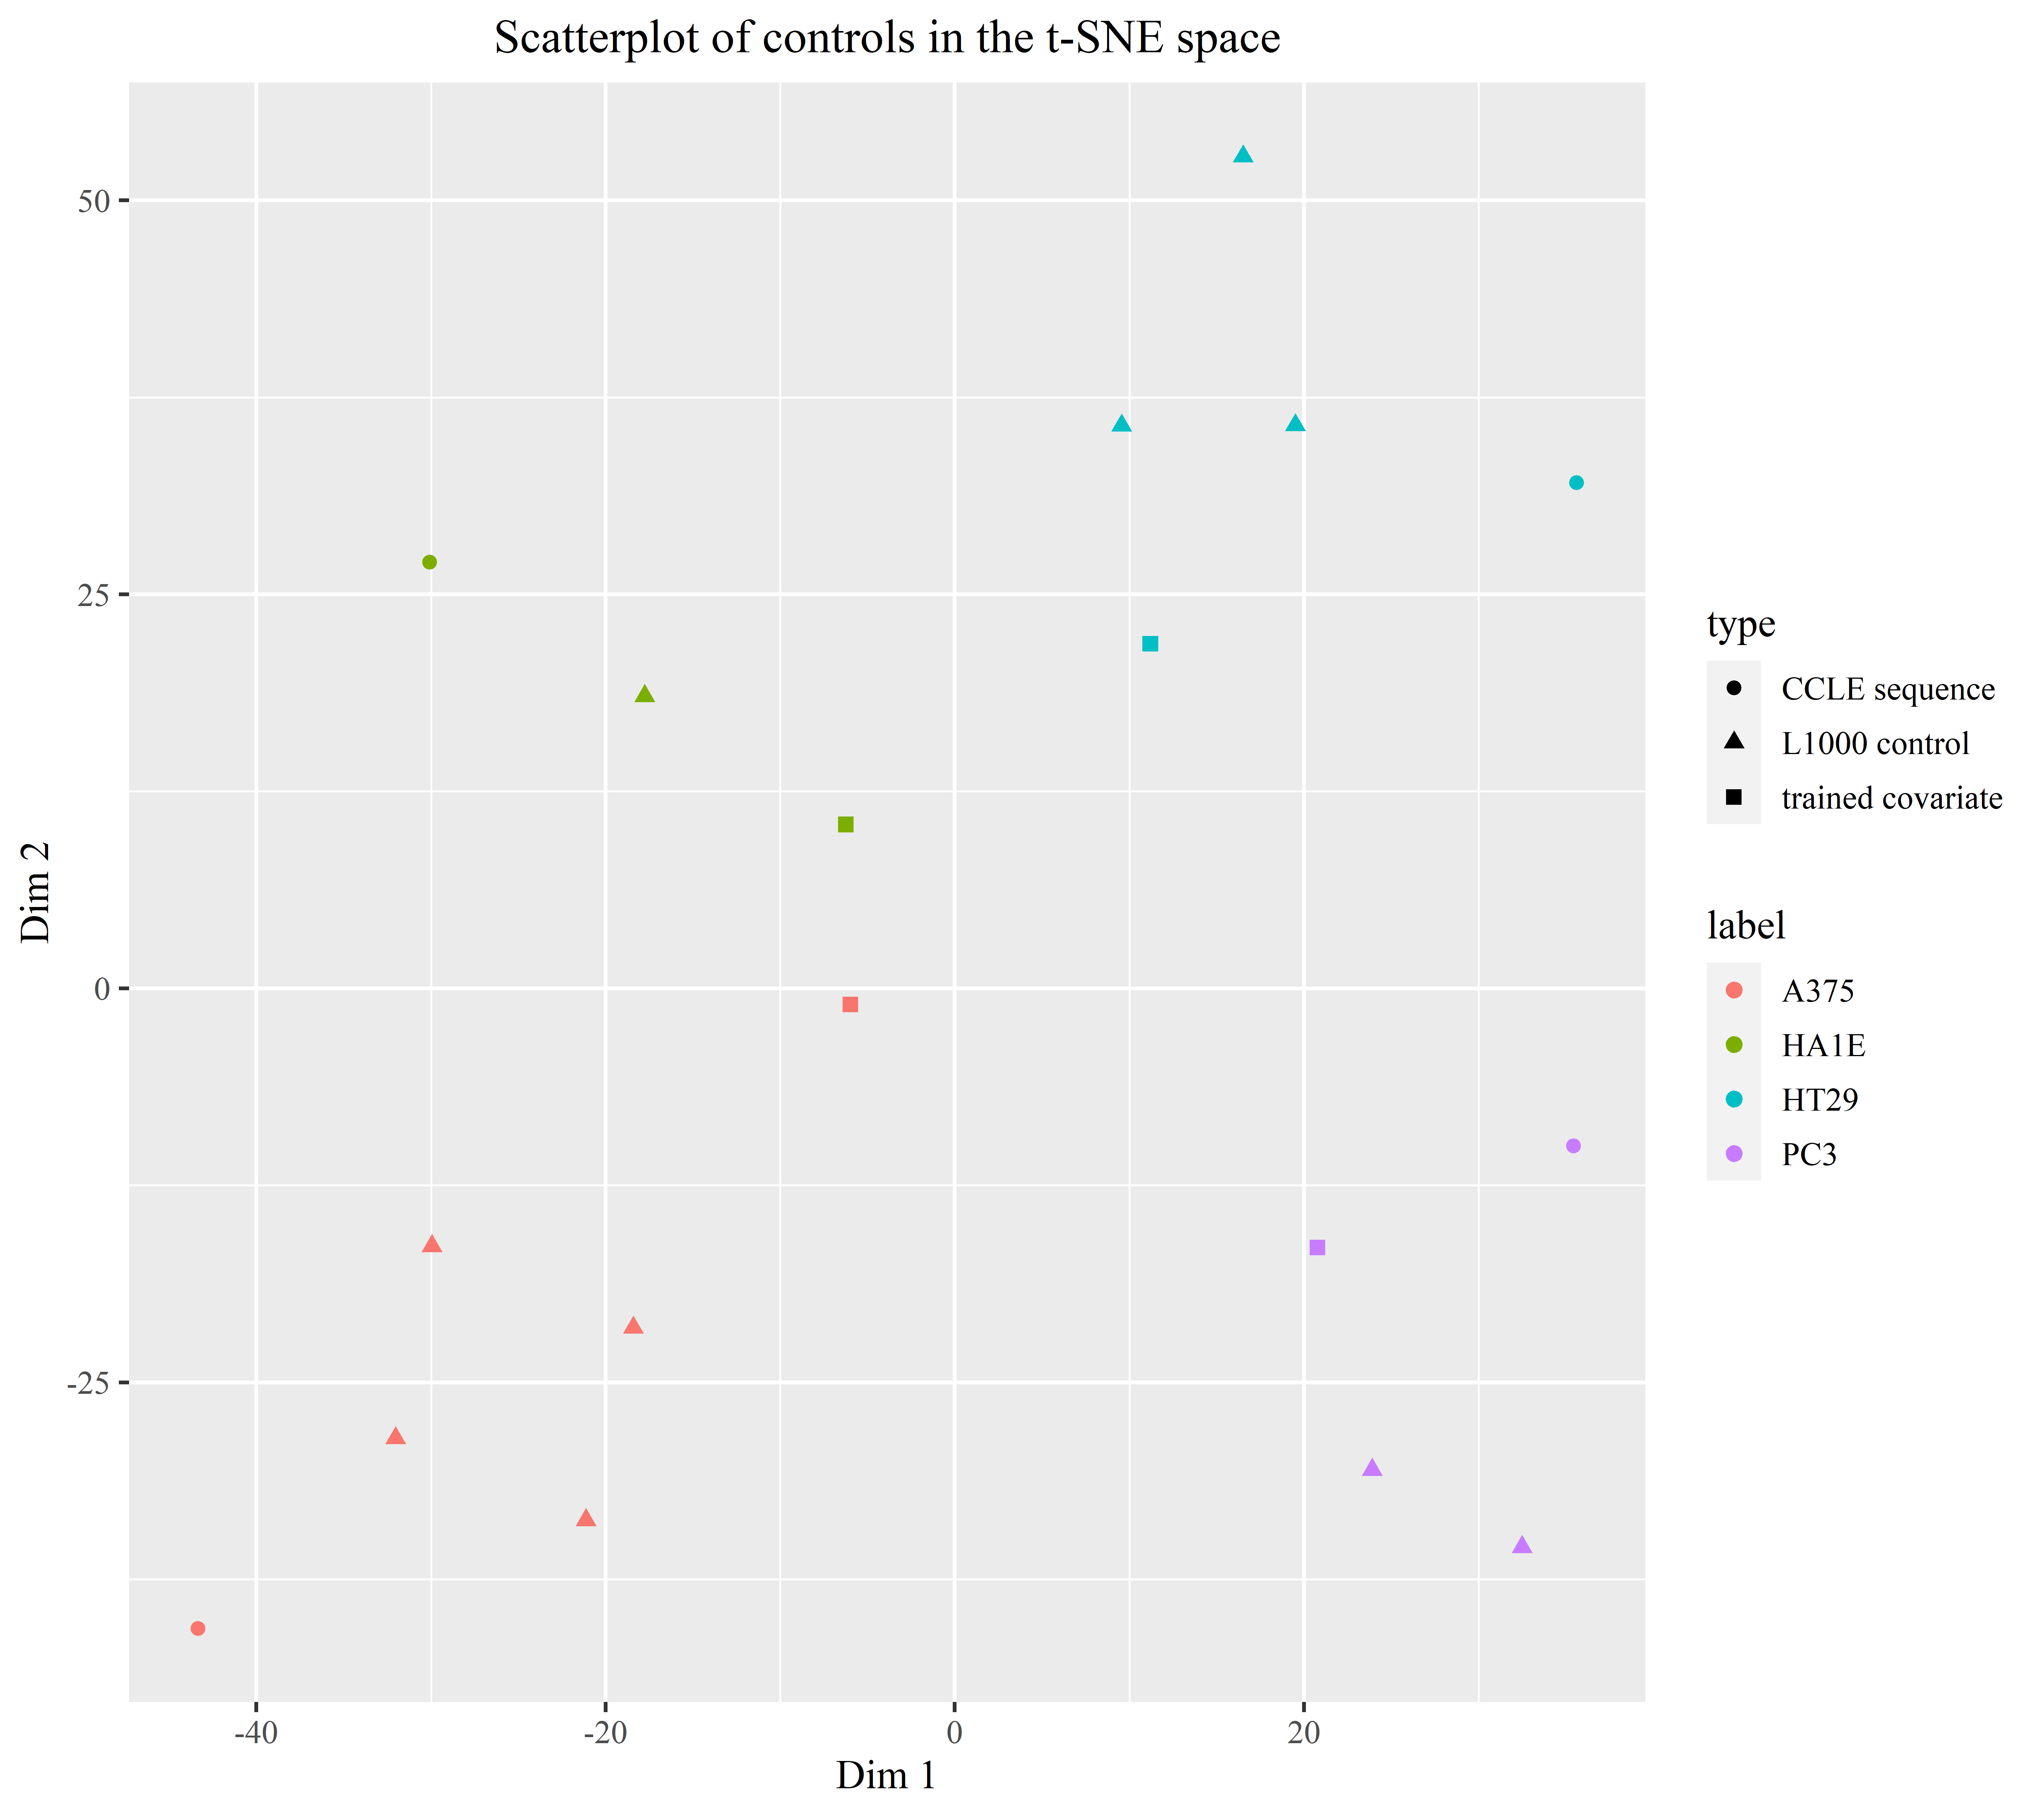 Scatterplot of controls in the t-SNE space
50
25
0
-25
Dim 2
-40
-20
0
20
Dim 1
type
CCLE sequence
L1000 control
trained covariate
label
A375
HA1E
HT29
PC3